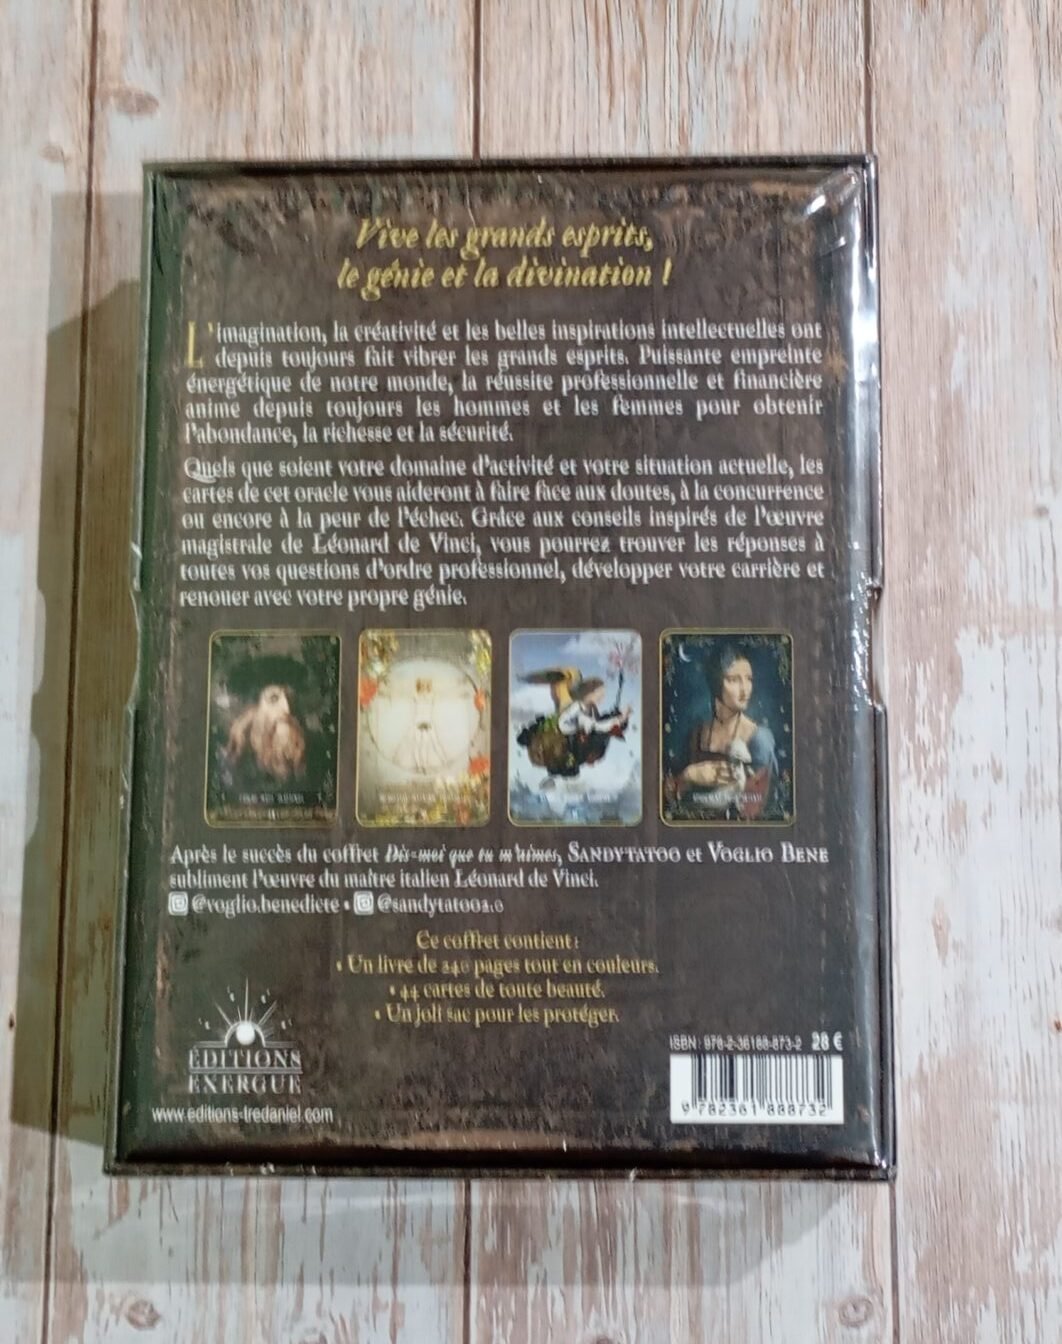 Vive les grands esprits,
le génie et la divination !
L'imagination, la créativité et les belles inspirations intellectuelles ont
depuis toujours fait vibrer les grands esprits. Puissante empreinte
énergétique de notre monde, la réussite professionnelle et financière
anime depuis toujours les hommes et les femmes pour obtenir
l'abondance, la richesse et la sécurité.
Quels que soient votre domaine d'activité et votre situation actuelle, les
cartes de cet oracle vous aideront à faire face aux doutes, à la concurrence
ou encore à la peur de l'échec. Grâce aux conseils inspirés de l'œuvre
magistrale de Léonard de Vinci, vous pourrez trouver les réponses à
toutes vos questions d'ordre professionnel, développer votre carrière et
renouer avec votre propre génie.
Après le succès du coffret Dis-moi que tu m'aimes, SANDYTATOO et VOGLIO BENE
subliment l'œuvre du maître italien Léonard de Vinci.
@voglio.benedicte • @sandytatoo2.0
Ce coffret contient :
• Un livre de 240 pages tout en couleurs.
• 44 cartes de toute beauté.
• Un joli sac pour les protéger.
ÉDITIONS
EXERGUE
www.editions-tredaniel.com
ISBN : 978-2-36188-873-2 28 €
9 782361 888732